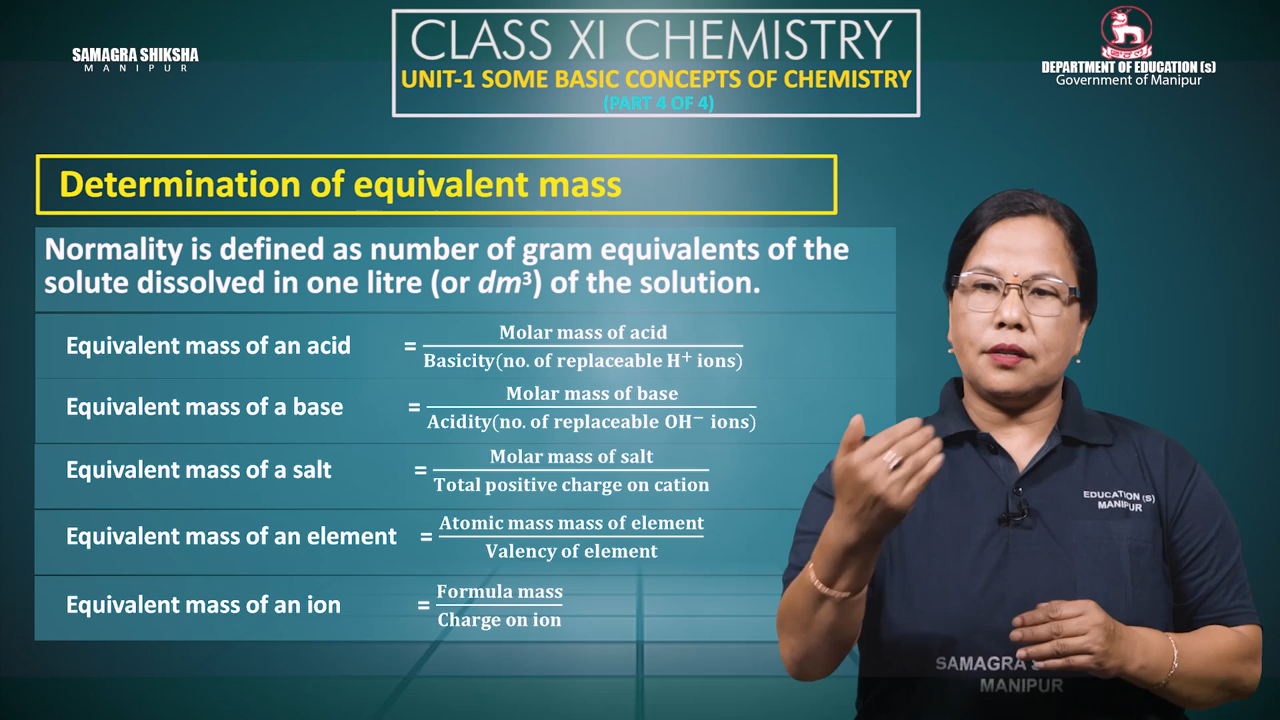 SAMAGRA SHIKSHA
MANIPUR
CLASS XI CHEMISTRY
UNIT-1 SOME BASIC CONCEPTS OF CHEMISTRY
(PART 4 OF 4)
DEPARTMENT OF EDUCATION (s)
Government of Manipur
Determination of equivalent mass
Normality is defined as number of gram equivalents of the
solute dissolved in one litre (or dm³) of the solution.
Equivalent mass of an acid =
Molar mass of acid
Basicity(no. of replaceable H⁺ ions)
Equivalent mass of a base =
Molar mass of base
Acidity(no. of replaceable OH⁻ ions)
Equivalent mass of a salt =
Molar mass of salt
Total positive charge on cation
Equivalent mass of an element =
Atomic mass mass of element
Valency of element
Equivalent mass of an ion =
Formula mass
Charge on ion
EDUCATION (S)
MANIPUR
SAMAGRA
MANIPUR